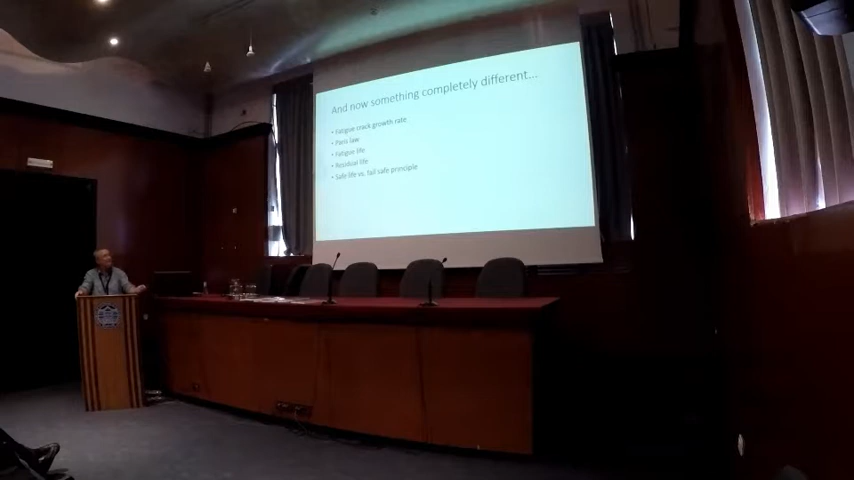 And now something completely different...
• Fatigue crack growth rate
• Paris law
• Fatigue life
• Residual life
• Safe life vs. fail safe principle